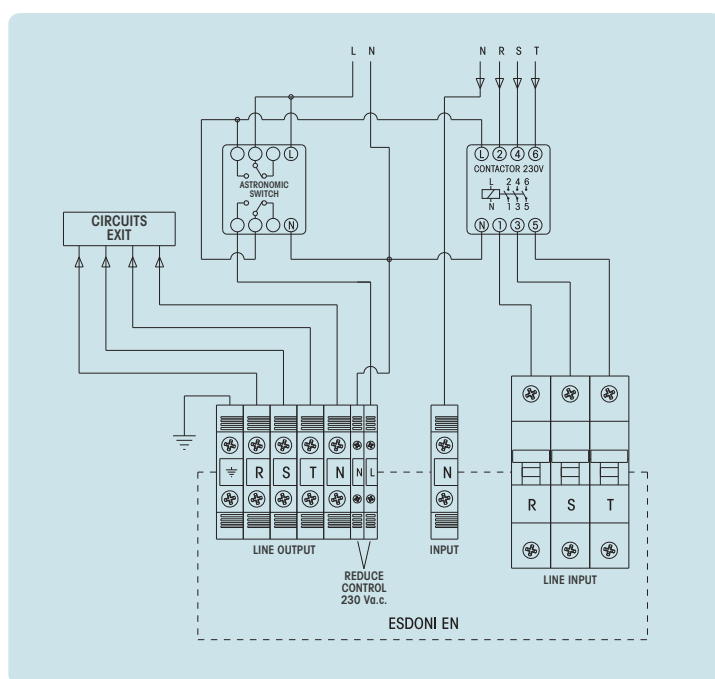 L N
N R S T
L
L 2 4 6
CONTACTOR 230V
L 2 4 6
N 1 3 5
N 1 3 5
ASTRONOMIC
SWITCH
N
CIRCUITS
EXIT
R S T N N L
N
R S T
LINE OUTPUT
INPUT
LINE INPUT
REDUCE
CONTROL
230 Va.c.
ESDONI EN